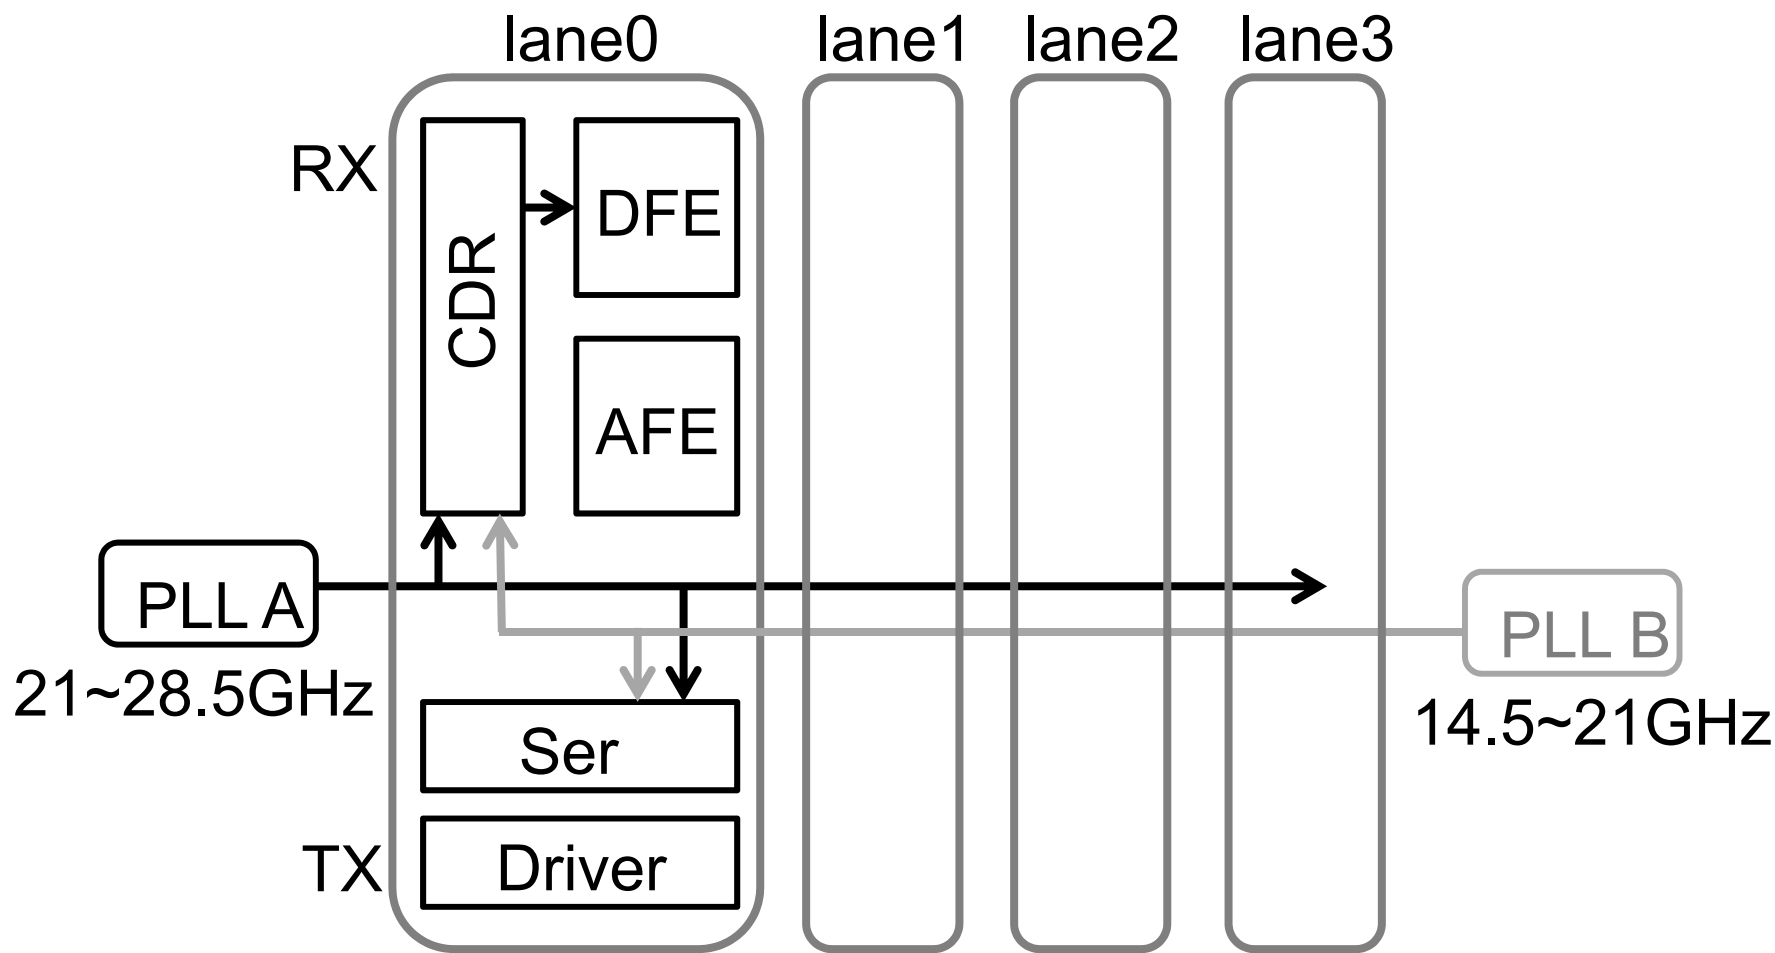 lane0 lane1 lane2 lane3
RX
CDR
DFE
AFE
PLL A
21~28.5GHz
PLL B
14.5~21GHz
Ser
TX
Driver